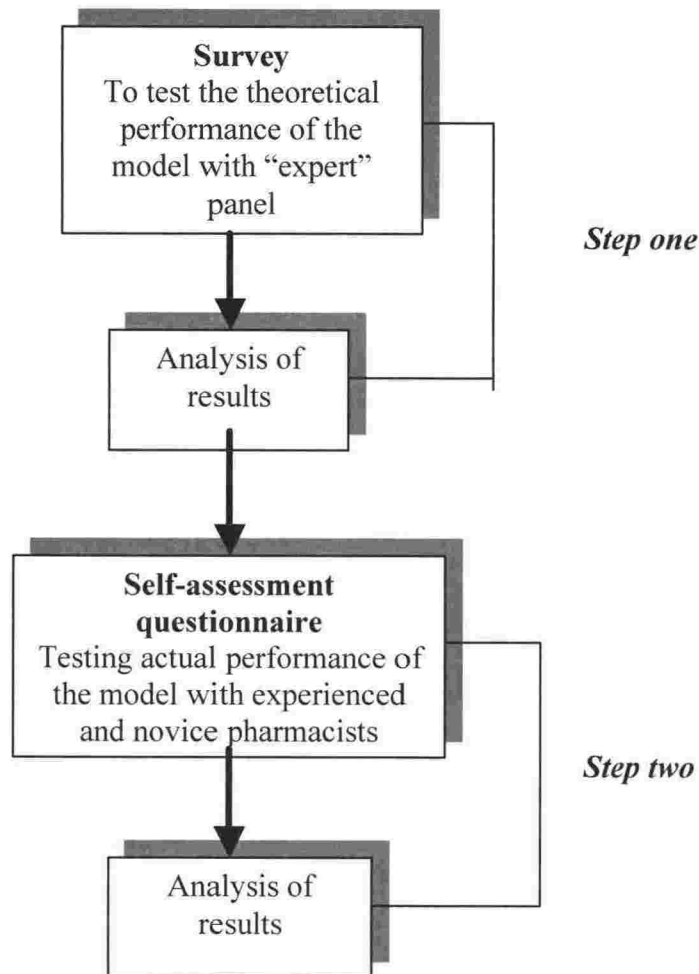 Survey
To test the theoretical
performance of the
model with “expert”
panel
Step one
Analysis of
results
Self-assessment
questionnaire
Testing actual performance of
the model with experienced
and novice pharmacists
Step two
Analysis of
results